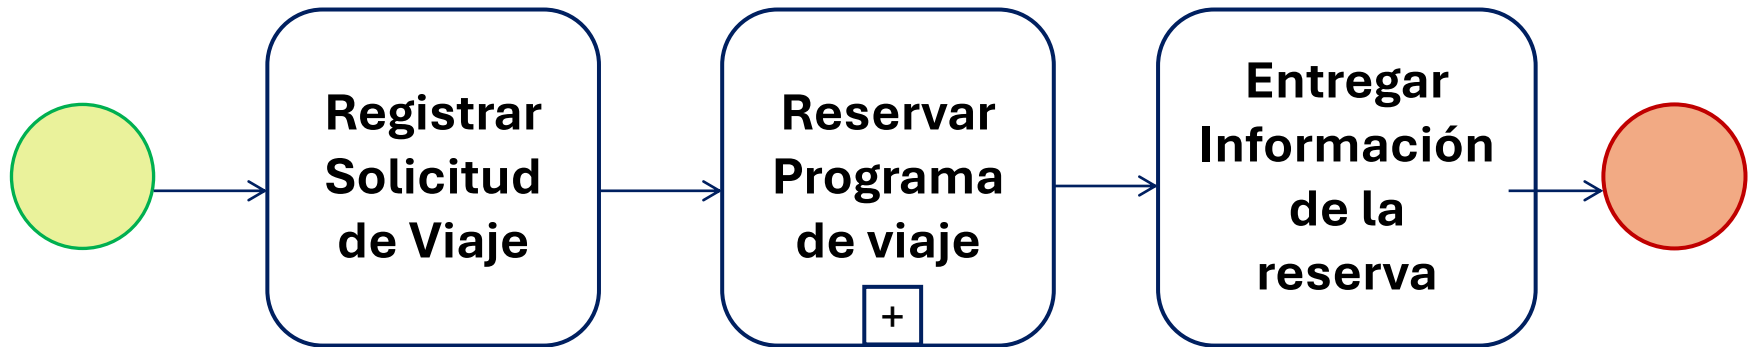 Registrar
Solicitud
de Viaje
Reservar
Programa
de viaje
+
Entregar
Información
de la
reserva